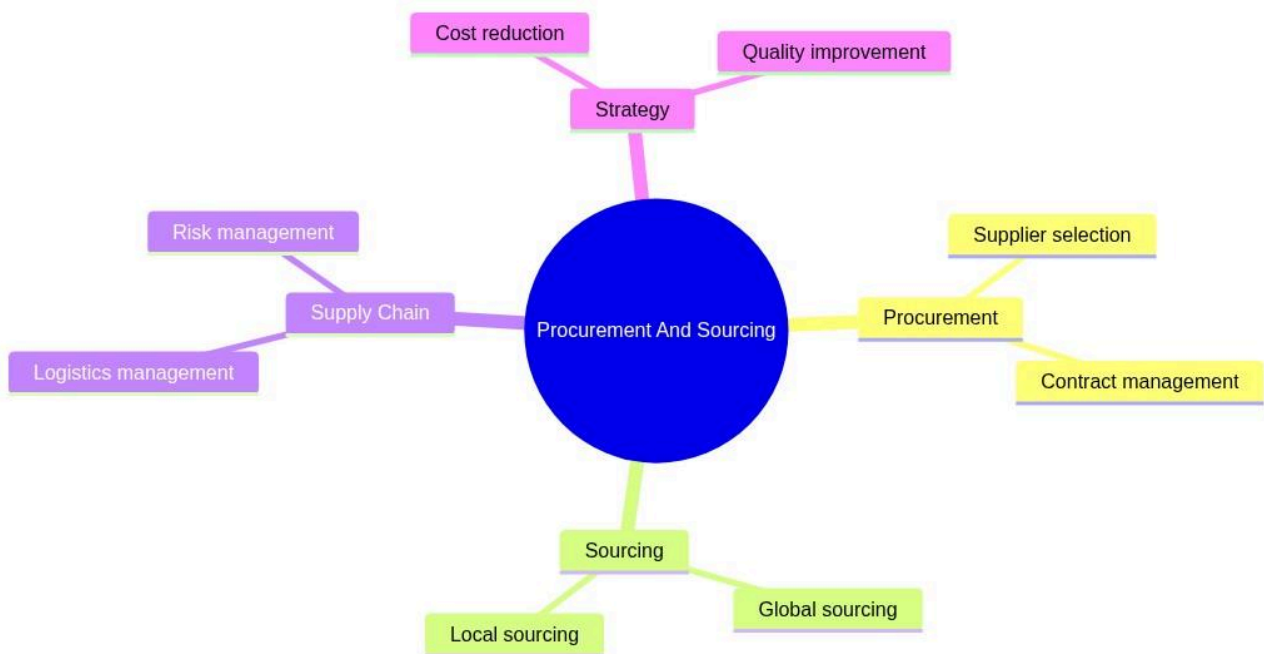 Cost reduction
Quality improvement
Strategy
Risk management
Supplier selection
Supply Chain
Procurement
Procurement And Sourcing
Logistics management
Contract management
Sourcing
Global sourcing
Local sourcing